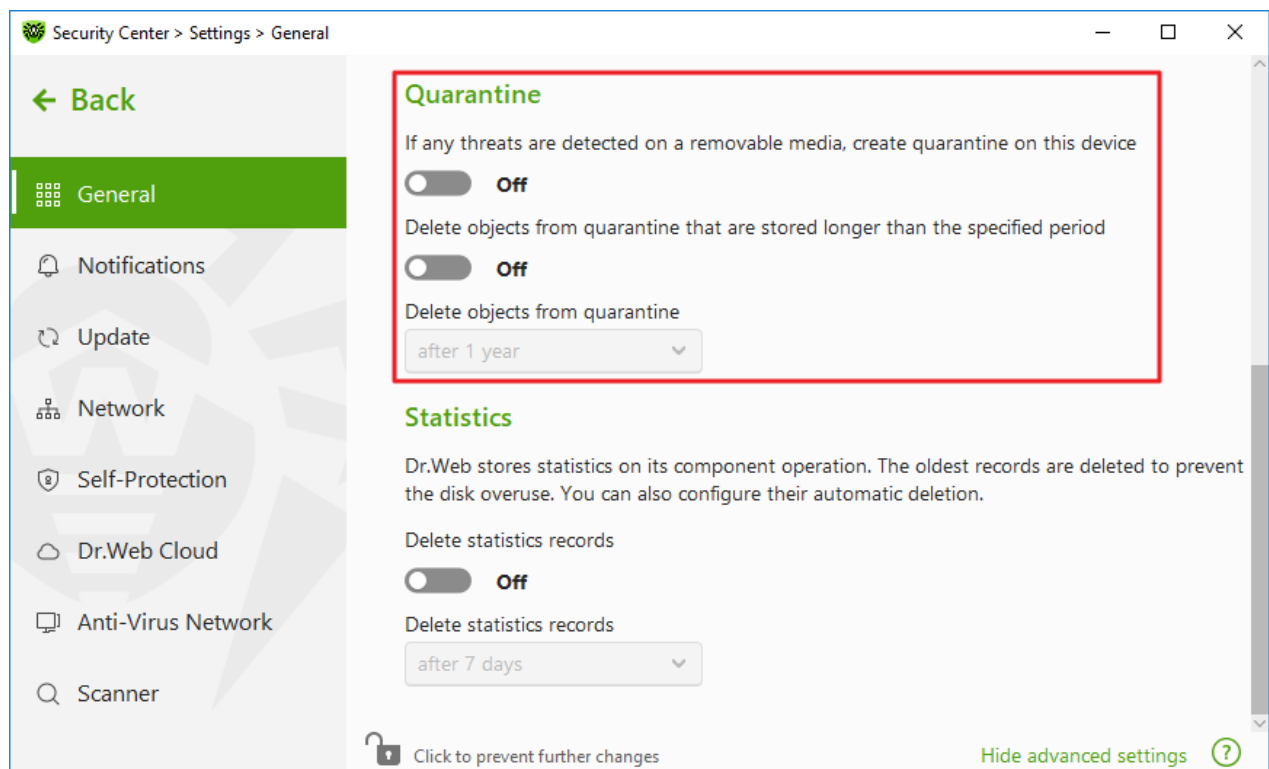 Security Center > Settings > General
Back
General
Notifications
Update
Network
Self-Protection
Dr.Web Cloud
Anti-Virus Network
Scanner
Quarantine
If any threats are detected on a removable media, create quarantine on this device
Off
Delete objects from quarantine that are stored longer than the specified period
Off
Delete objects from quarantine
after 1 year
Statistics
Dr.Web stores statistics on its component operation. The oldest records are deleted to prevent
the disk overuse. You can also configure their automatic deletion.
Delete statistics records
Off
Delete statistics records
after 7 days
Click to prevent further changes
Hide advanced settings ?